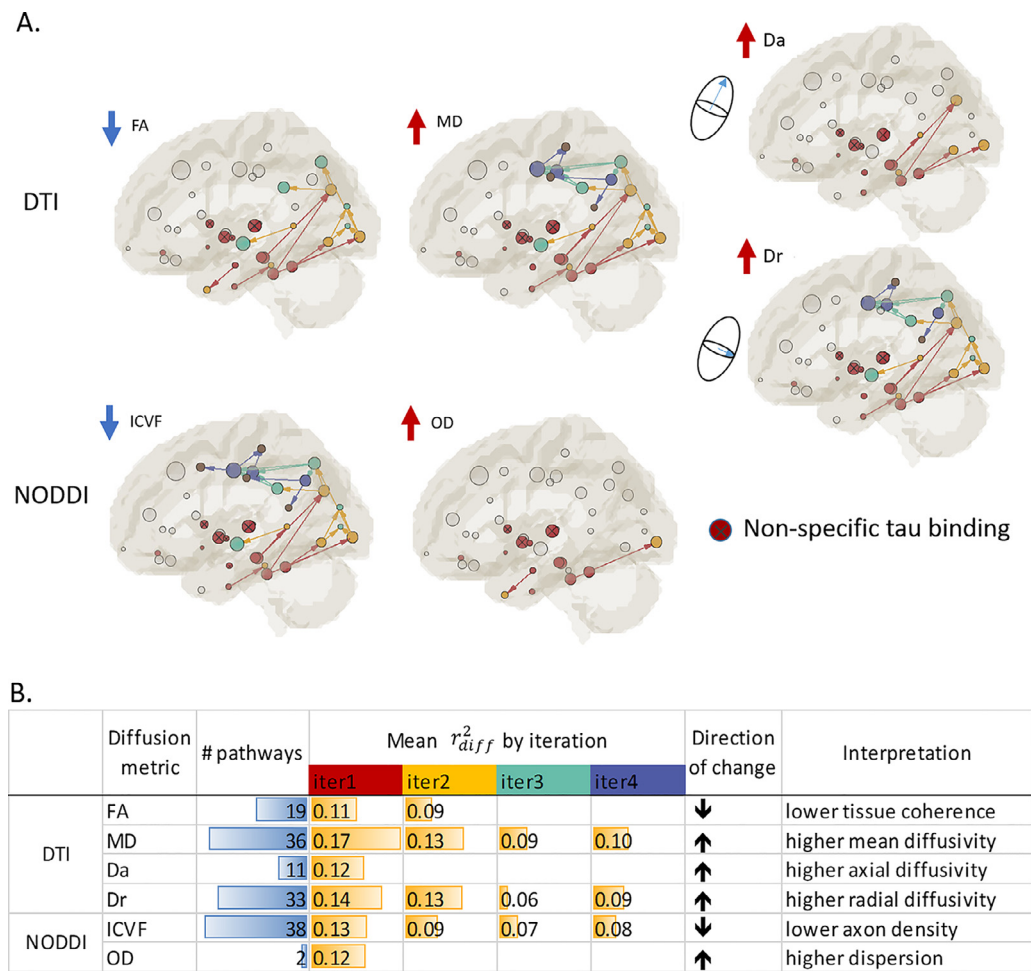 A.
Da
FA
MD
DTI
Dr
ICVF
OD
NODDI
Non-specific tau binding
B.
Diffusion metric # pathways Mean r²diff by iteration Direction of change Interpretation
iter1 iter2 iter3 iter4
DTI
FA 19 0.11 0.09 ↓ lower tissue coherence
MD 36 0.17 0.13 0.09 0.10 ↑ higher mean diffusivity
Da 11 0.12 ↑ higher axial diffusivity
Dr 33 0.14 0.13 0.06 0.09 ↑ higher radial diffusivity
NODDI
ICVF 38 0.13 0.09 0.07 0.08 ↓ lower axon density
OD 2 0.12 ↑ higher dispersion